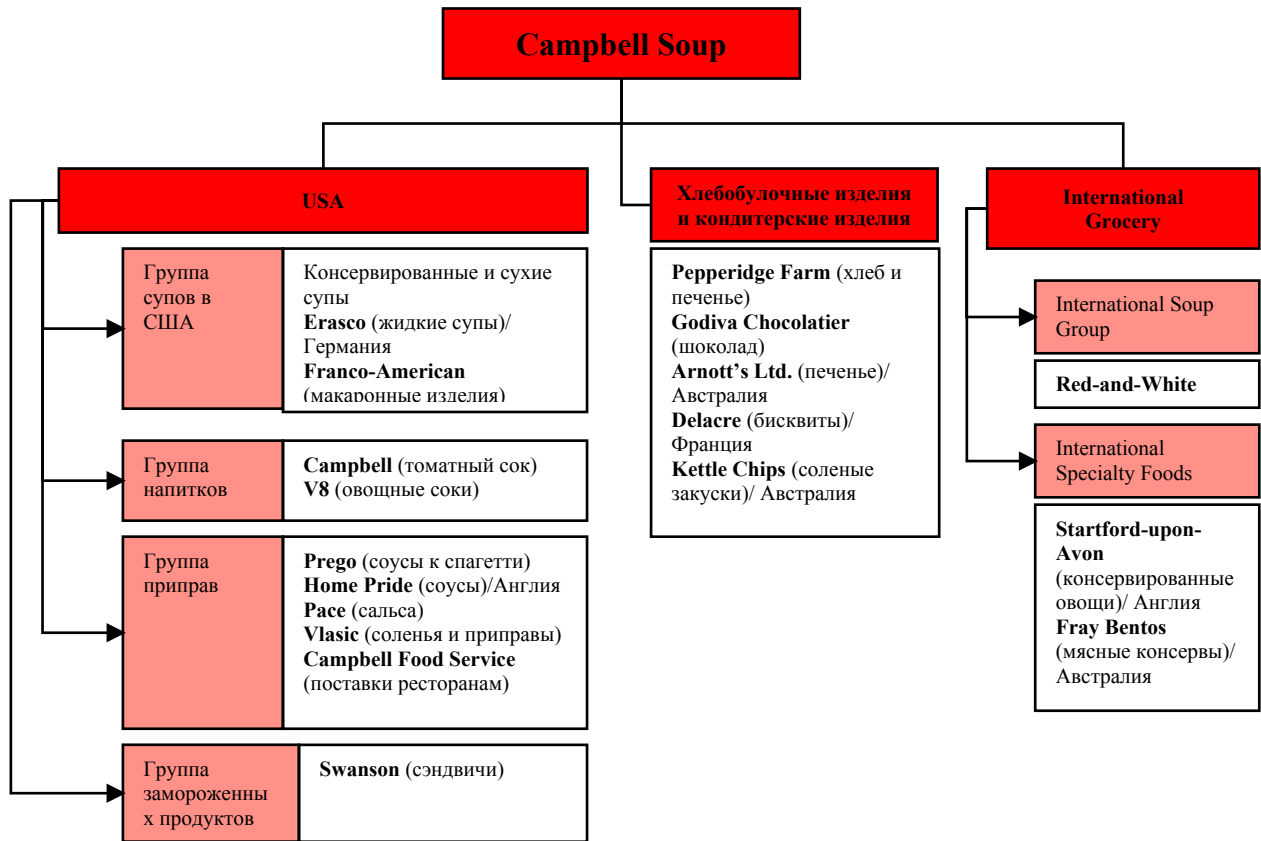 Campbell Soup
USA
Группа
супов в
США
Консервированные и сухие
супы
Erasco (жидкие супы)/
Германия
Franco-American
(макаронные изделия)
Группа
напитков
Campbell (томатный сок)
V8 (овощные соки)
Группа
приправ
Prego (соусы к спагетти)
Home Pride (соусы)/Англия
Pace (сальса)
Vlasic (соленья и приправы)
Campbell Food Service
(поставки ресторанам)
Группа
замороженны
х продуктов
Swanson (сэндвичи)
Хлебобулочные изделия
и кондитерские изделия
Pepperidge Farm (хлеб и
печенье)
Godiva Chocolatier
(шоколад)
Arnott’s Ltd. (печенье)/
Австралия
Delacre (бисквиты)/
Франция
Kettle Chips (соленые
закуски)/ Австралия
International
Grocery
International Soup
Group
Red-and-White
International
Specialty Foods
Startford-upon-
Avon
(консервированные
овощи)/ Англия
Fray Bentos
(мясные консервы)/
Австралия